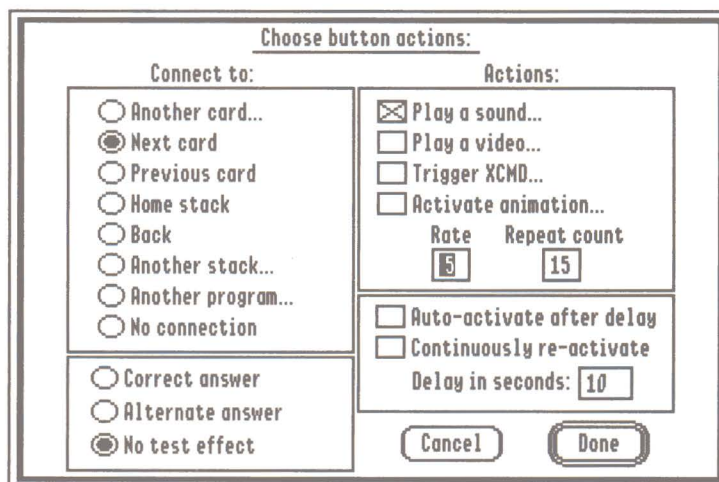 Choose button actions:
Connect to:
Another card...
Next card
Previous card
Home stack
Back
Another stack...
Another program...
No connection
Correct answer
Alternate answer
No test effect
Actions:
Play a sound...
Play a video...
Trigger XCMD...
Activate animation...
Rate Repeat count
5 15
Auto-activate after delay
Continuously re-activate
Delay in seconds: 10
Cancel Done